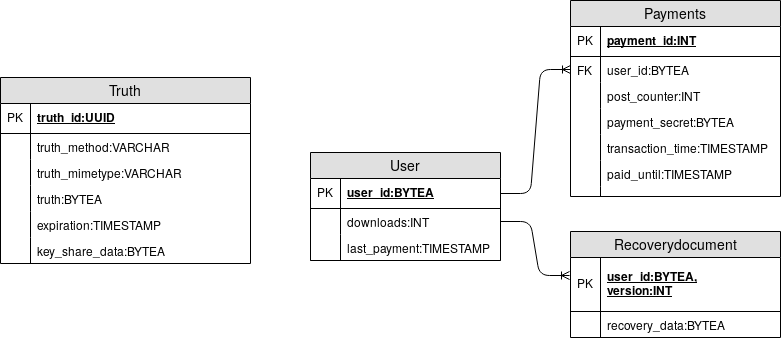 Truth
PK truth_id:UUID
truth_method:VARCHAR
truth_mimetype:VARCHAR
truth:BYTEA
expiration:TIMESTAMP
key_share_data:BYTEA
User
PK user_id:BYTEA
downloads:INT
last_payment:TIMESTAMP
Payments
PK payment_id:INT
FK user_id:BYTEA
post_counter:INT
payment_secret:BYTEA
transaction_time:TIMESTAMP
paid_until:TIMESTAMP
Recoverydocument
PK user_id:BYTEA,
version:INT
recovery_data:BYTEA